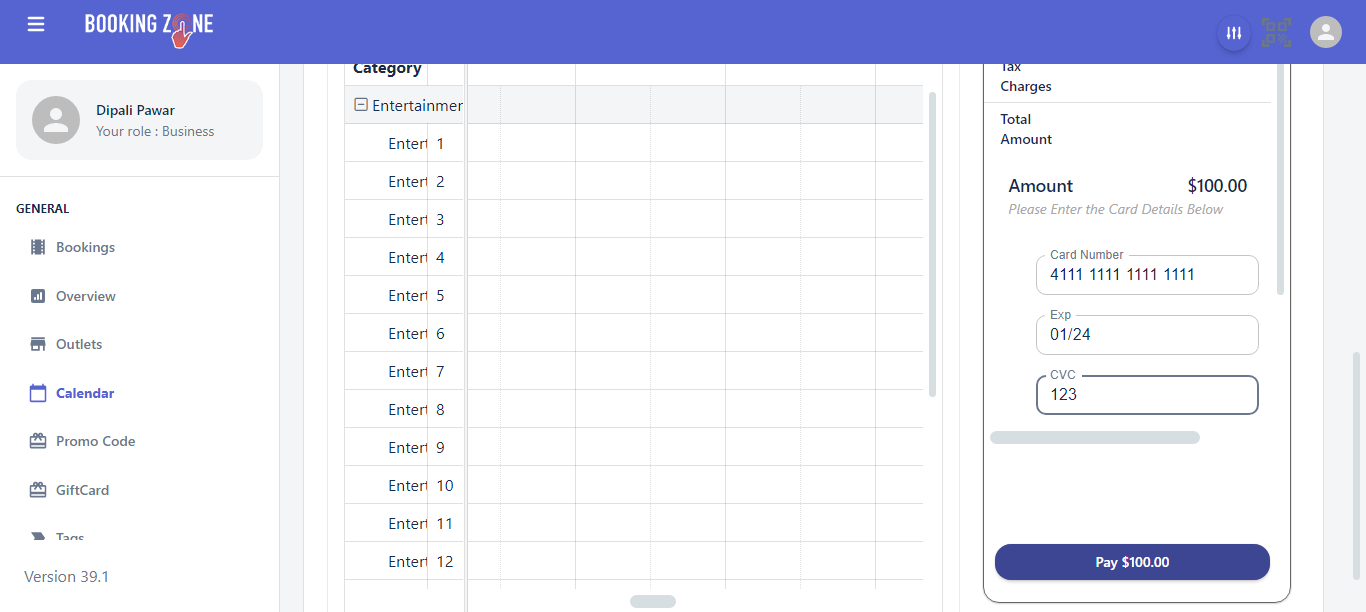 BOOKING ZONE
Dipali Pawar
Your role : Business
GENERAL
Bookings
Overview
Outlets
Calendar
Promo Code
GiftCard
Tags
Version 39.1
Category
Entertainmer
Entert 1
Entert 2
Entert 3
Entert 4
Entert 5
Entert 6
Entert 7
Entert 8
Entert 9
Entert 10
Entert 11
Entert 12
Tax
Charges
Total
Amount
Amount $100.00
Please Enter the Card Details Below
Card Number
4111 1111 1111 1111
Exp
01/24
CVC
123
Pay $100.00